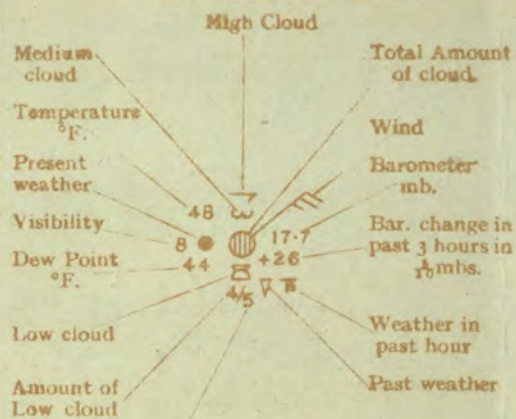 High Cloud
Medium
cloud
Total Amount
of cloud.
Temperature
°F.
Wind
Present
weather
Barometer
mb.
48
Visibility
8
17·7
Bar. change in
past 3 hours in
1/10 mbs.
+26
Dew Point
°F.
44
4/5
Low cloud
Weather in
past hour
Amount of
Low cloud
Past weather